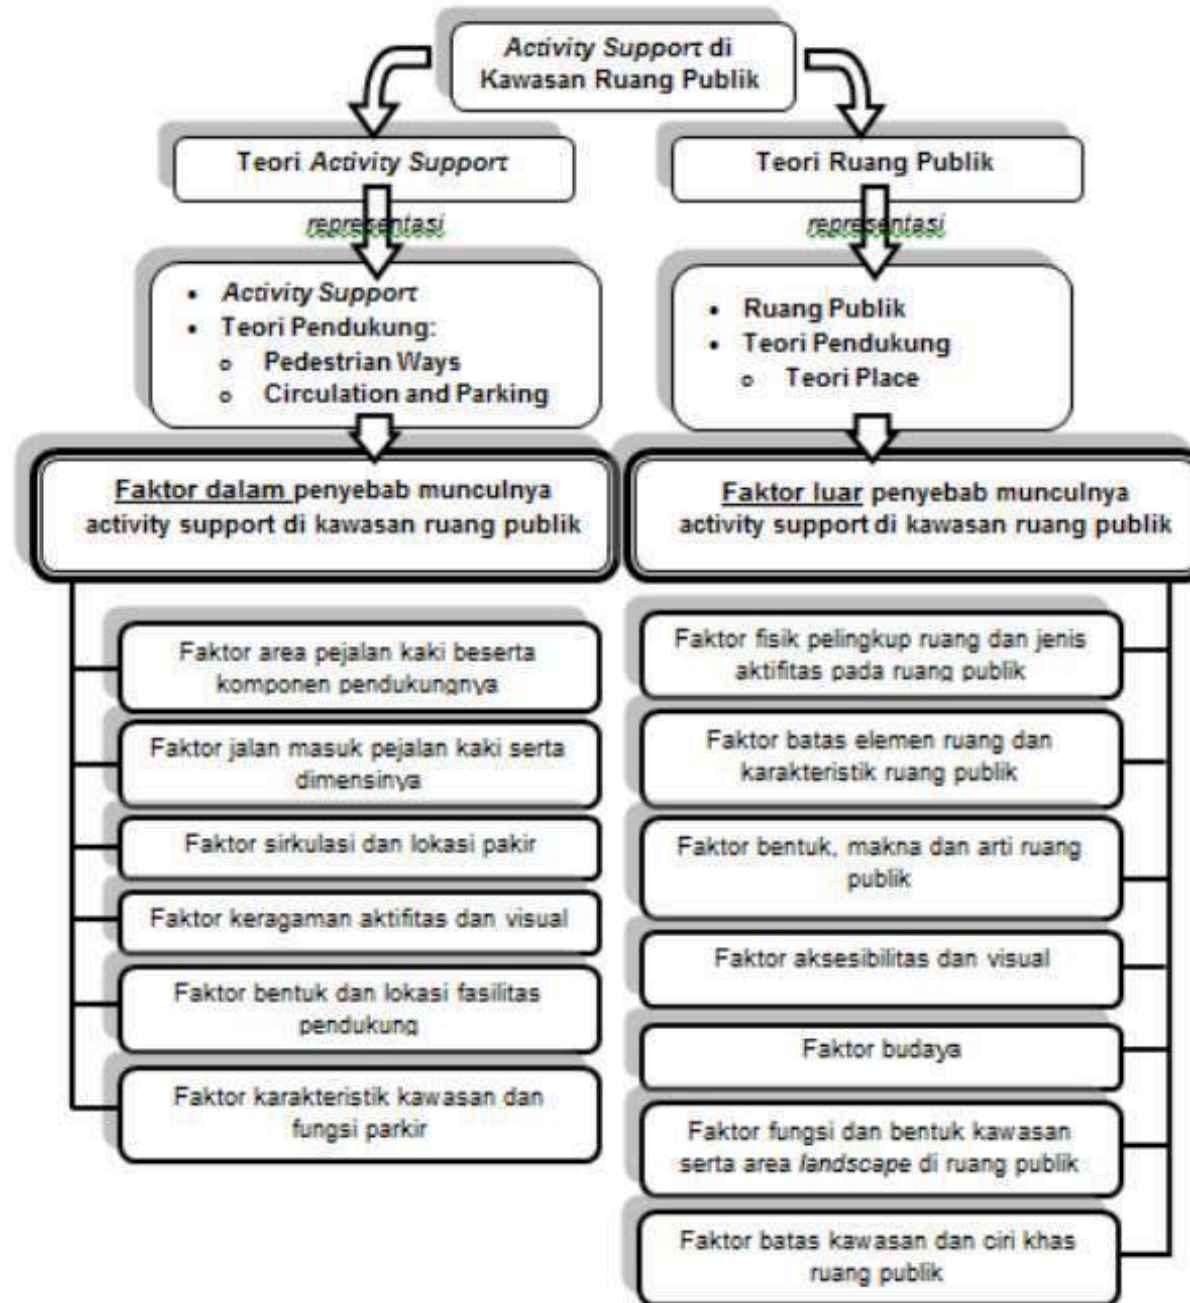 Activity Support di
Kawasan Ruang Publik
Teori Activity Support
representasi
• Activity Support
• Teori Pendukung:
o Pedestrian Ways
o Circulation and Parking
Faktor dalam penyebab munculnya
activity support di kawasan ruang publik
Faktor area pejalan kaki beserta
komponen pendukungnya
Faktor jalan masuk pejalan kaki serta
dimensinya
Faktor sirkulasi dan lokasi pakir
Faktor keragaman aktifitas dan visual
Faktor bentuk dan lokasi fasilitas
pendukung
Faktor karakteristik kawasan dan
fungsi parkir
Teori Ruang Publik
representasi
• Ruang Publik
• Teori Pendukung
o Teori Place
Faktor luar penyebab munculnya
activity support di kawasan ruang publik
Faktor fisik pelingkup ruang dan jenis
aktifitas pada ruang publik
Faktor batas elemen ruang dan
karakteristik ruang publik
Faktor bentuk, makna dan arti ruang
publik
Faktor aksesibilitas dan visual
Faktor budaya
Faktor fungsi dan bentuk kawasan
serta area landscape di ruang publik
Faktor batas kawasan dan ciri khas
ruang publik